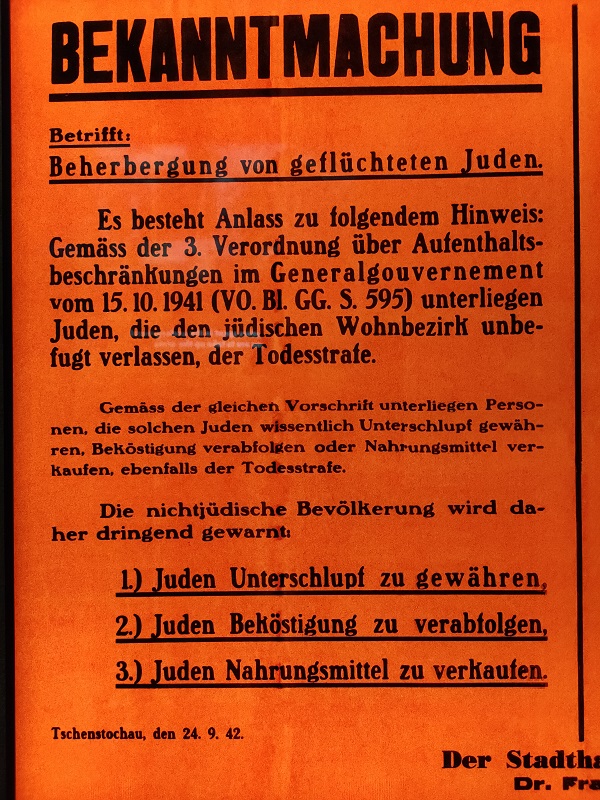 BEKANNTMACHUNG
Betrifft:
Beherbergung von geflüchteten Juden.
Es besteht Anlass zu folgendem Hinweis:
Gemäss der 3. Verordnung über Aufenthalts-
beschränkungen im Generalgouvernement
vom 15. 10. 1941 (VO. Bl. GG. S. 595) unterliegen
Juden, die den jüdischen Wohnbezirk unbe-
fugt verlassen, der Todesstrafe.
Gemäss der gleichen Vorschrift unterliegen Perso-
nen, die solchen Juden wissentlich Unterschlupf gewäh-
ren, Beköstigung verabfolgen oder Nahrungsmittel ver-
kaufen, ebenfalls der Todesstrafe.
Die nichtjüdische Bevölkerung wird da-
her dringend gewarnt:
1.) Juden Unterschlupf zu gewähren,
2.) Juden Beköstigung zu verabfolgen,
3.) Juden Nahrungsmittel zu verkaufen.
Tschenstochau, den 24. 9. 42.
Der Stadtha
Dr. Fra